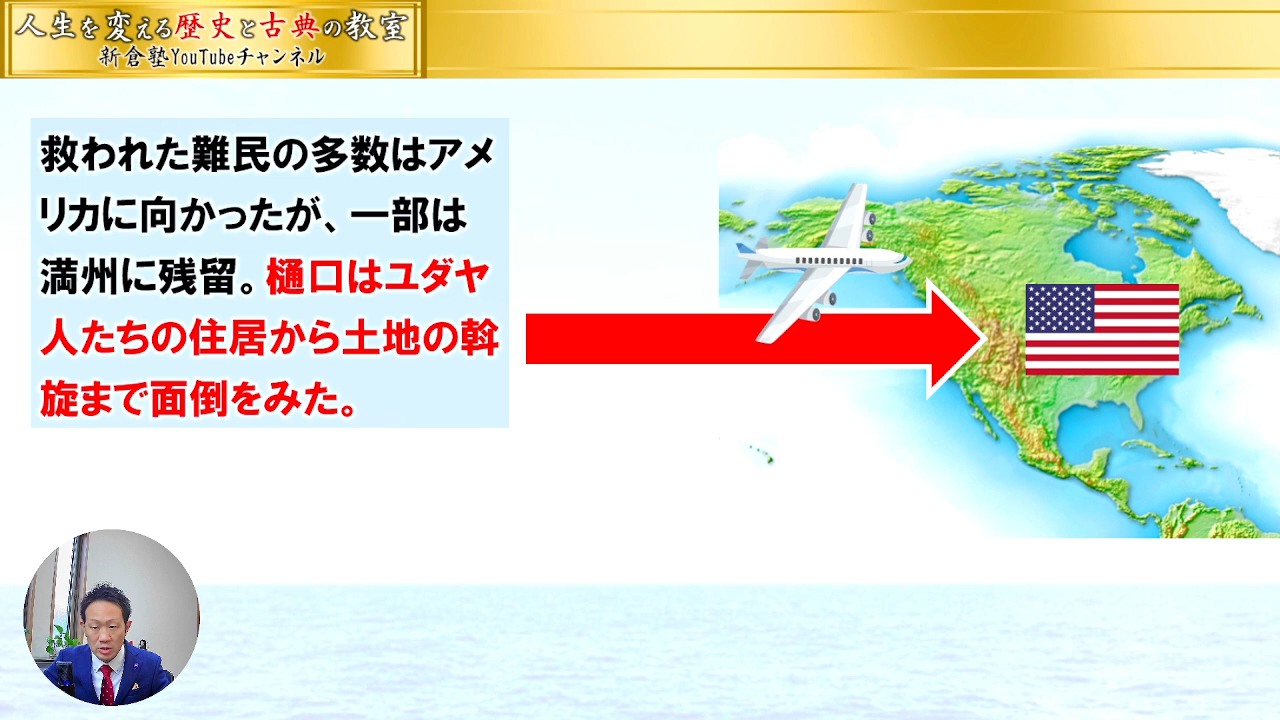 人生を変える歴史と古典の教室
新倉塾YouTubeチャンネル
救われた難民の多数はアメ
リカに向かったが、一部は
満州に残留。樋口はユダヤ
人たちの住居から土地の斡
旋まで面倒をみた。